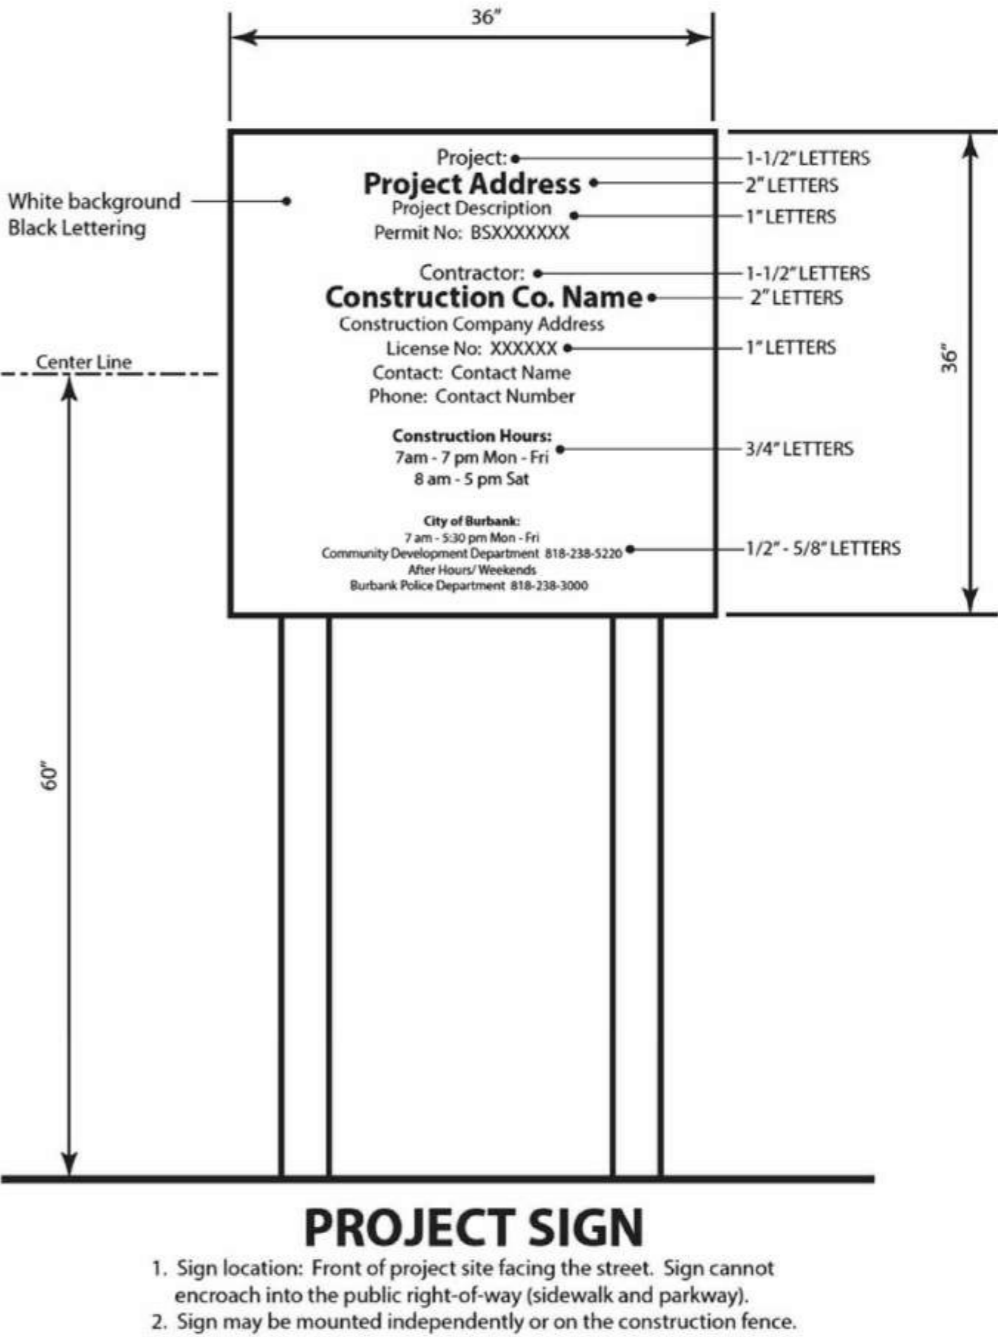 36"
Project:
1-1/2" LETTERS
Project Address
2" LETTERS
White background
Black Lettering
Project Description
1" LETTERS
Permit No: BSXXXXXXX
Contractor:
1-1/2" LETTERS
Construction Co. Name
2" LETTERS
Construction Company Address
License No: XXXXXX
1" LETTERS
36"
Center Line
Contact: Contact Name
Phone: Contact Number
Construction Hours:
7am - 7 pm Mon - Fri
3/4" LETTERS
8 am - 5 pm Sat
City of Burbank:
7 am - 5:30 pm Mon - Fri
Community Development Department 818-238-5220
1/2" - 5/8" LETTERS
After Hours/ Weekends
Burbank Police Department 818-238-3000
60"
PROJECT SIGN
1. Sign location: Front of project site facing the street. Sign cannot
encroach into the public right-of-way (sidewalk and parkway).
2. Sign may be mounted independently or on the construction fence.